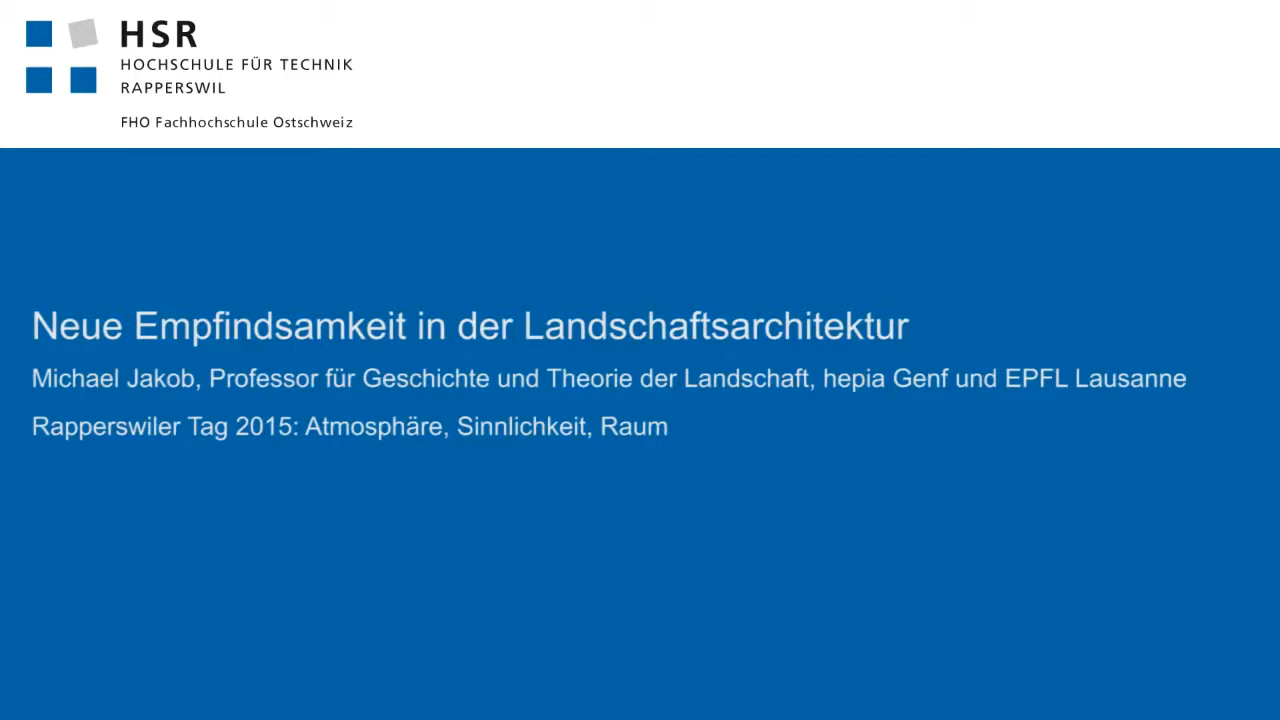 HSR
HOCHSCHULE FÜR TECHNIK
RAPPERSWIL
FHO Fachhochschule Ostschweiz
Neue Empfindsamkeit in der Landschaftsarchitektur
Michael Jakob, Professor für Geschichte und Theorie der Landschaft, hepia Genf und EPFL Lausanne
Rapperswiler Tag 2015: Atmosphäre, Sinnlichkeit, Raum